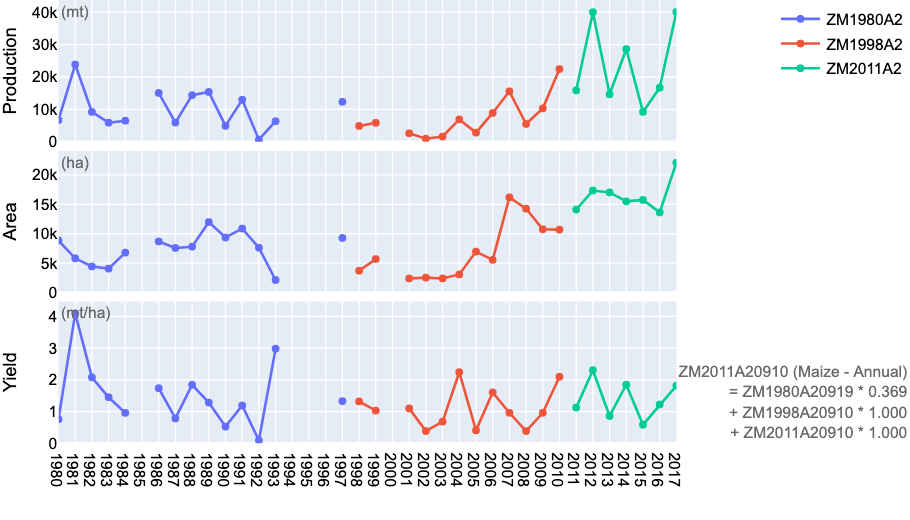 Production
(mt)
40k
30k
20k
10k
0
ZM1980A2
ZM1998A2
ZM2011A2
Area
(ha)
20k
15k
10k
5k
0
Yield
(mt/ha)
4
3
2
1
0
1980
1981
1982
1983
1984
1985
1986
1987
1988
1989
1990
1991
1992
1993
1994
1995
1996
1997
1998
1999
2000
2001
2002
2003
2004
2005
2006
2007
2008
2009
2010
2011
2012
2013
2014
2015
2016
2017
ZM2011A20910 (Maize - Annual)
= ZM1980A20919 * 0.369
+ ZM1998A20910 * 1.000
+ ZM2011A20910 * 1.000